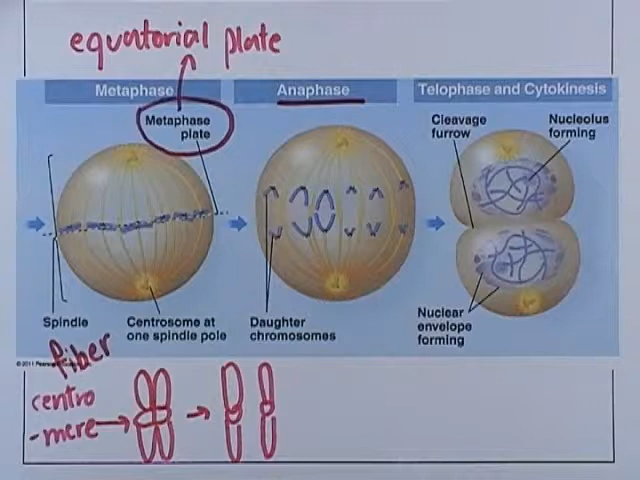 equatorial plate
Metaphase
Anaphase
Telophase and Cytokinesis
Metaphase
plate
Cleavage
furrow
Nucleolus
forming
Spindle
Centrosome at
one spindle pole
Daughter
chromosomes
Nuclear
envelope
forming
fiber
centro
-mere